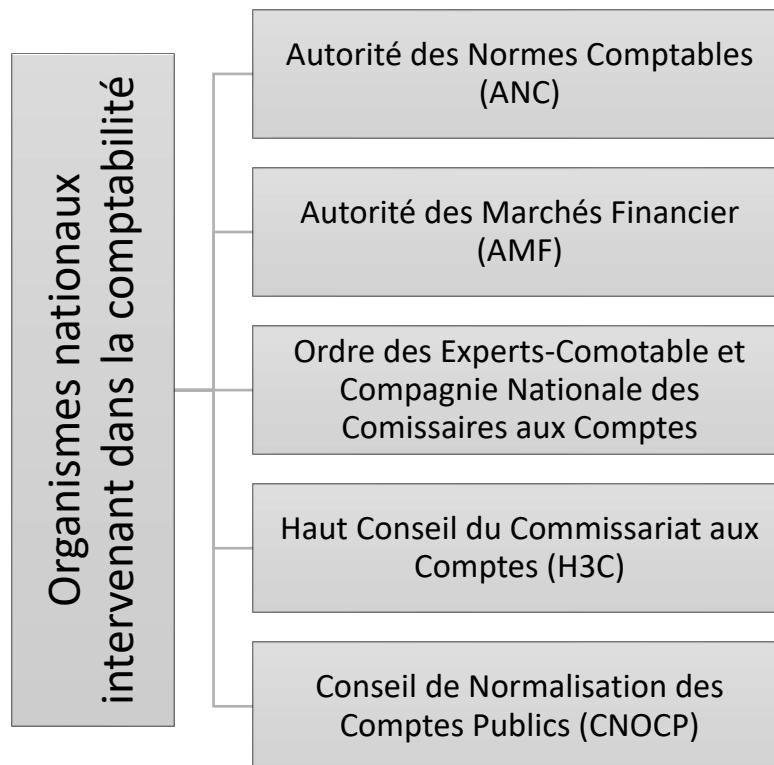 Organismes nationaux
intervenant dans la comptabilité
Autorité des Normes Comptables
(ANC)
Autorité des Marchés Financier
(AMF)
Ordre des Experts-Comotable et
Compagnie Nationale des
Comissaires aux Comptes
Haut Conseil du Commissariat aux
Comptes (H3C)
Conseil de Normalisation des
Comptes Publics (CNOCP)